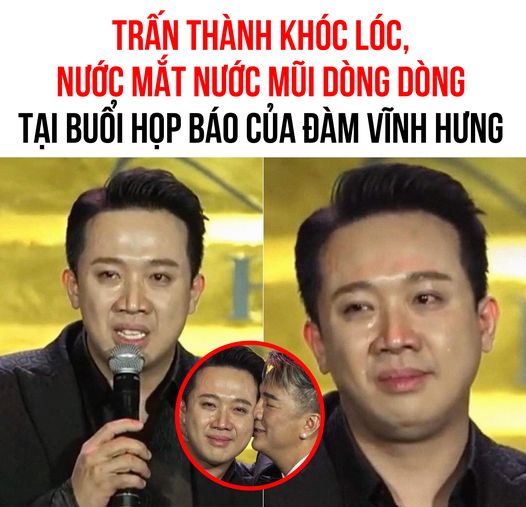 TRẤN THÀNH KHÓC LÓC,
NƯỚC MẮT NƯỚC MŨI DÒNG DÒNG
TẠI BUỔI HỌP BÁO CỦA ĐÀM VĨNH HƯNG